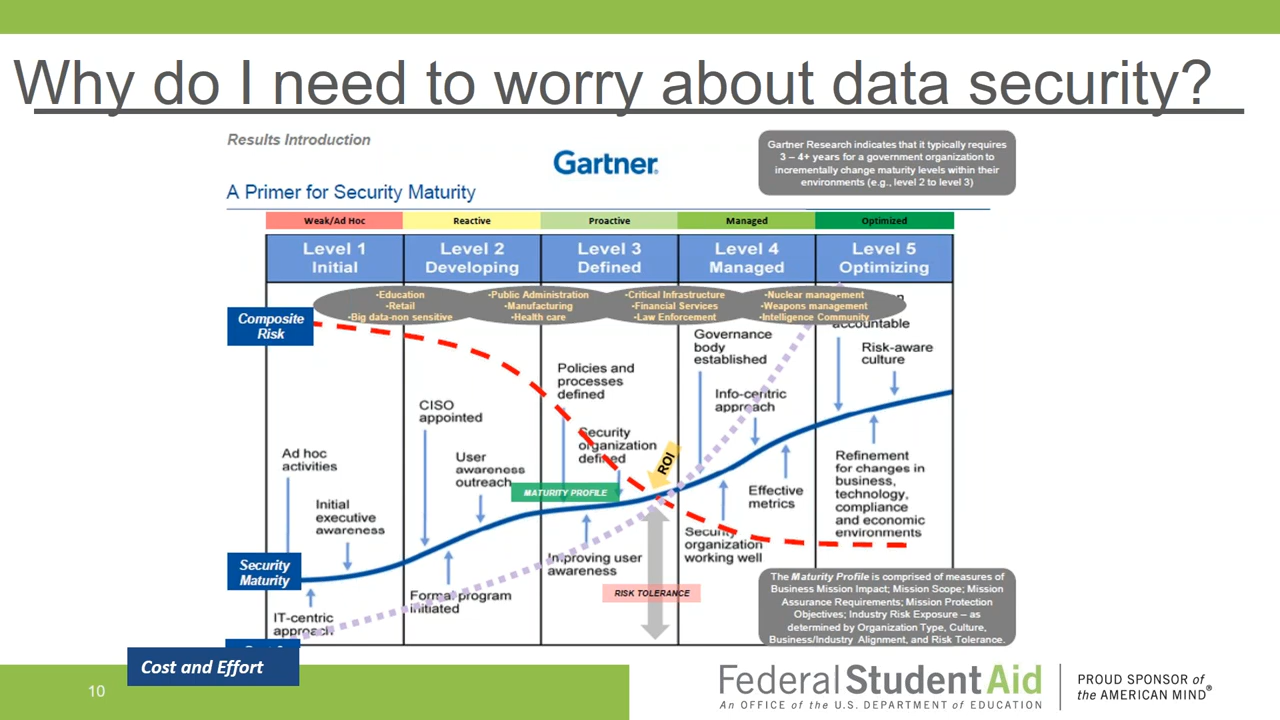 Why do I need to worry about data security?
Results Introduction
Gartner
A Primer for Security Maturity
Gartner Research indicates that it typically requires
3 – 4+ years for a government organization to
incrementally change maturity levels within their
environments (e.g., level 2 to level 3)
Weak/Ad Hoc
Reactive
Proactive
Managed
Optimized
Level 1
Initial
Level 2
Developing
Level 3
Defined
Level 4
Managed
Level 5
Optimizing
•Education
•Retail
•Big data-non sensitive
•Public Administration
•Manufacturing
•Health care
•Critical Infrastructure
•Financial Services
•Law Enforcement
•Nuclear management
•Weapons management
•Intelligence Community
Composite
Risk
accountable
Risk-aware
culture
Governance
body
established
Policies and
processes
defined
Info-centric
approach
CISO
appointed
Security
organization
defined
ROI
Ad hoc
activities
User
awareness
outreach
MATURITY PROFILE
Initial
executive
awareness
Effective
metrics
Refinement
for changes in
business,
technology,
compliance
and economic
environments
Security
organization
working well
Improving user
awareness
Security
Maturity
RISK TOLERANCE
Formal program
initiated
IT-centric
approach
The Maturity Profile is comprised of measures of
Business Mission Impact; Mission Scope; Mission
Assurance Requirements; Mission Protection
Objectives; Industry Risk Exposure – as
determined by Organization Type, Culture,
Business/Industry Alignment, and Risk Tolerance.
Cost and Effort
10
Federal Student Aid
An OFFICE of the U.S. DEPARTMENT of EDUCATION
PROUD SPONSOR of
the AMERICAN MIND®